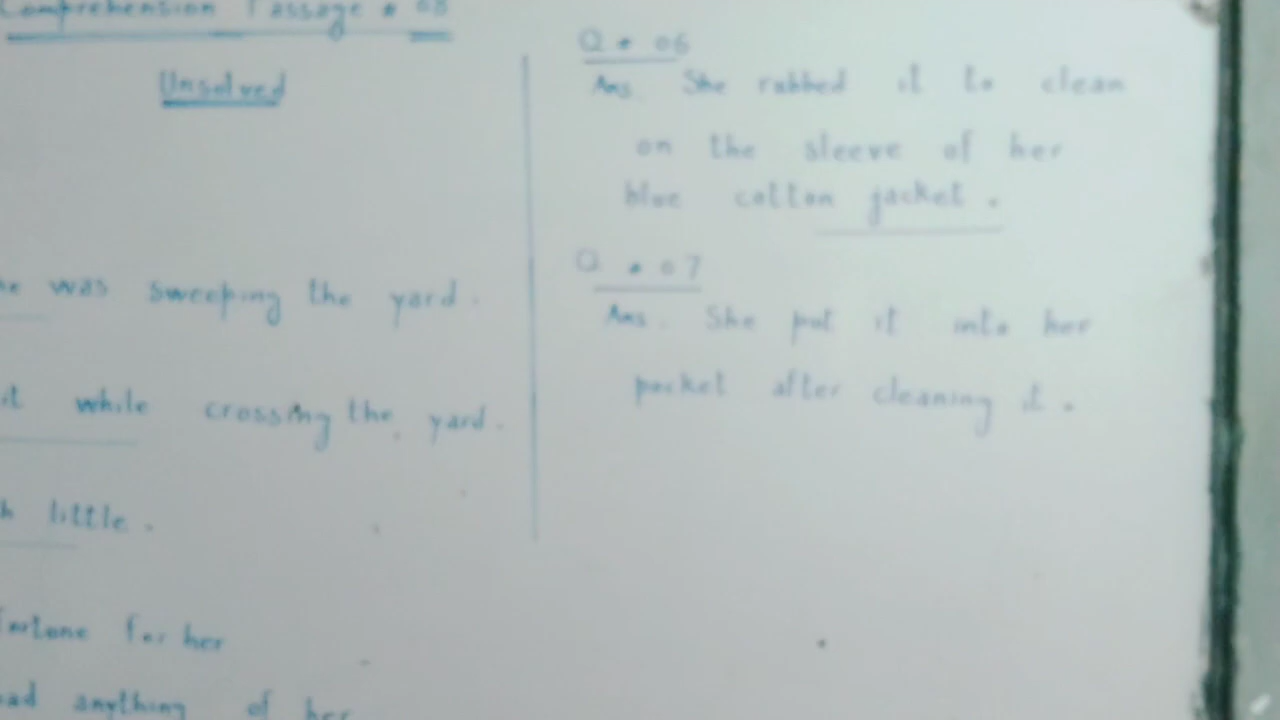 Comprehension Passage # 08
Unsolved
was sweeping the yard.
it while crossing the yard.
little.
for her
anything of her
Q # 06
Ans. She rubbed it to clean
on the sleeve of her
blue cotton jacket.
Q # 07
Ans. She put it into her
pocket after cleaning it.